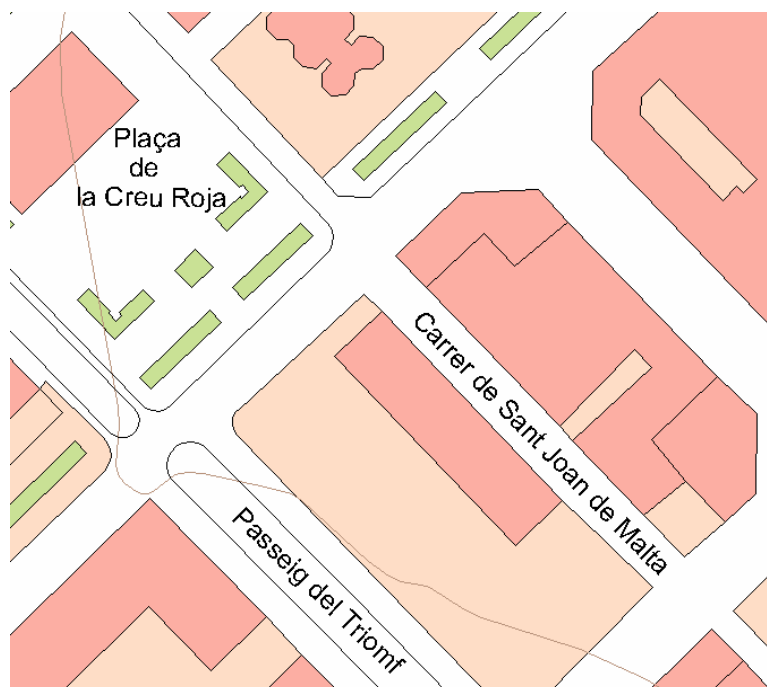 Plaça
de
la Creu Roja
Carrer de Sant Joan de Malta
Passeig del Triomf